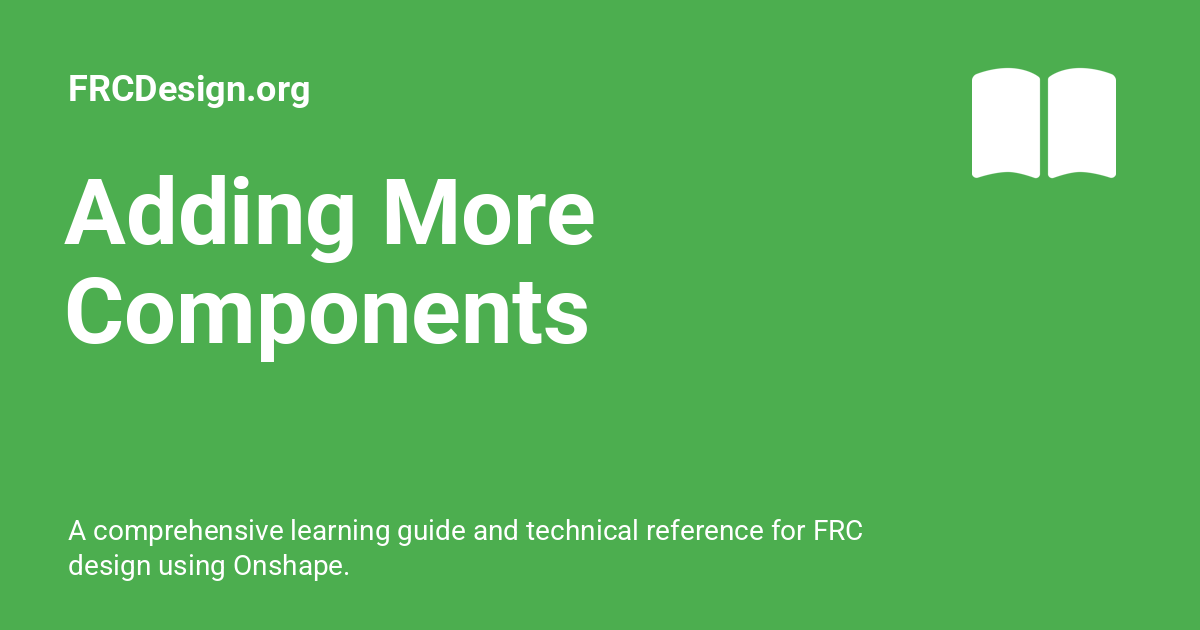 FRCDesign.org
Adding More
Components
A comprehensive learning guide and technical reference for FRC
design using Onshape.